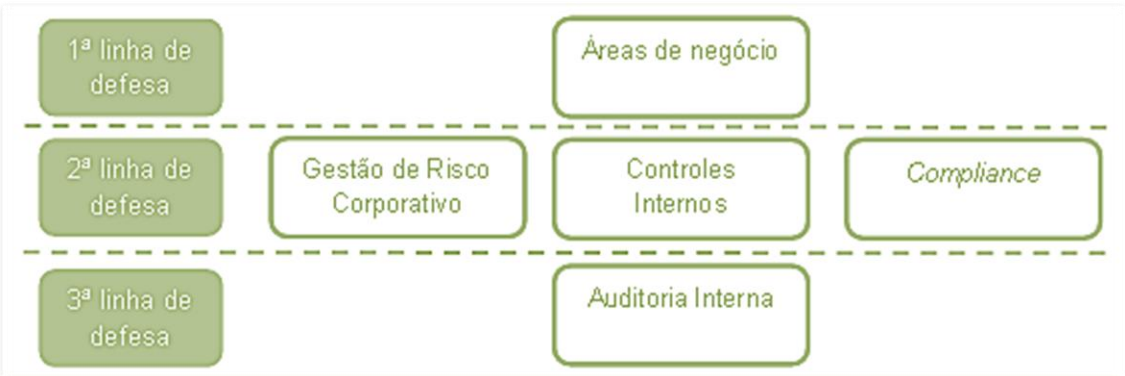 1ª linha de
defesa
Áreas de negócio
2ª linha de
defesa
Gestão de Risco
Corporativo
Controles
Internos
Compliance
3ª linha de
defesa
Auditoria Interna